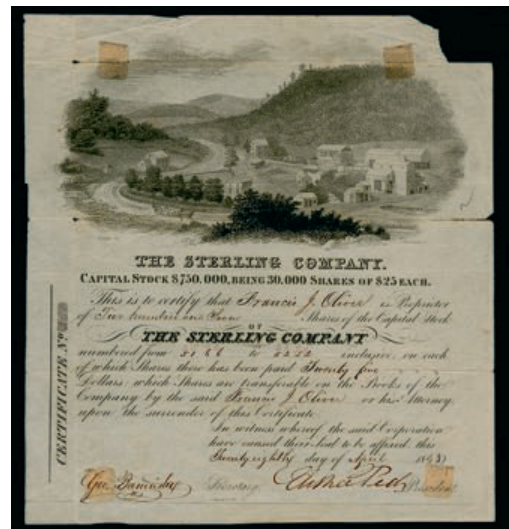 THE STERLING COMPANY.
CAPITAL STOCK $750,000, BEING 30,000 SHARES OF $25 EACH.
This is to certify that Francis J. Oliver is Proprietor
of Two hundred and Shares of the Capital Stock
OF
THE STERLING COMPANY
numbered from to inclusive, on each
of which Shares there has been paid Twenty five
Dollars, which Shares are transferable on the Books of the
Company by the said Francis J. Oliver or his Attorney
upon the surrender of this Certificate.
In witness whereof the said Corporation
have caused their Seal to be affixed, this
Twenty eighth day of April
Geo. Secretary President
CERTIFICATE No